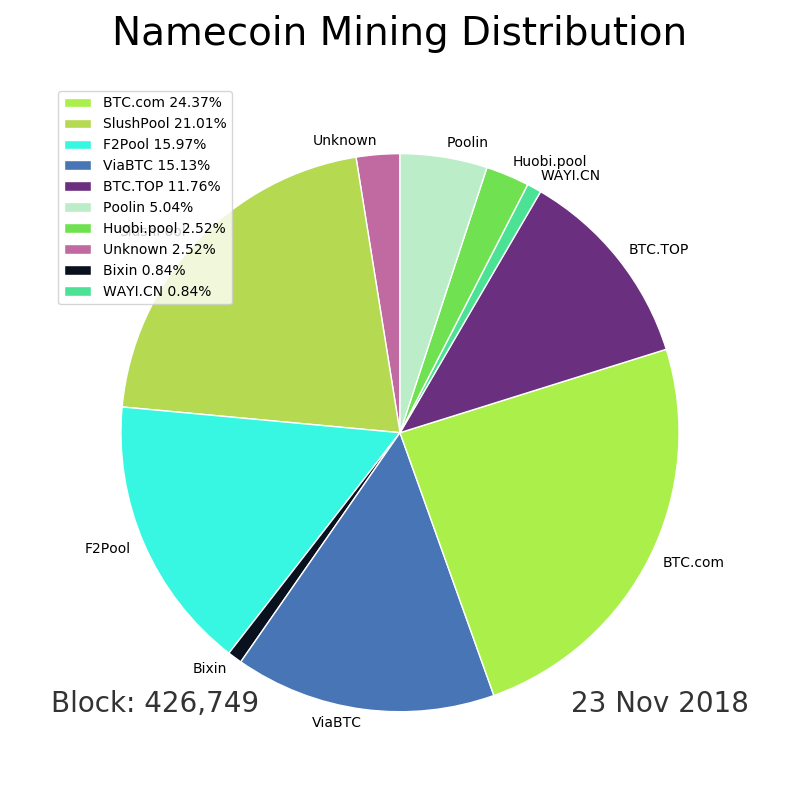 Namecoin Mining Distribution
BTC.com 24.37%
SlushPool 21.01%
F2Pool 15.97%
ViaBTC 15.13%
BTC.TOP 11.76%
Poolin 5.04%
Huobi.pool 2.52%
Unknown 2.52%
Bixin 0.84%
WAYI.CN 0.84%
Unknown
Poolin
Huobi.pool
WAYI.CN
BTC.TOP
F2Pool
BTC.com
Bixin
ViaBTC
Block: 426,749
23 Nov 2018